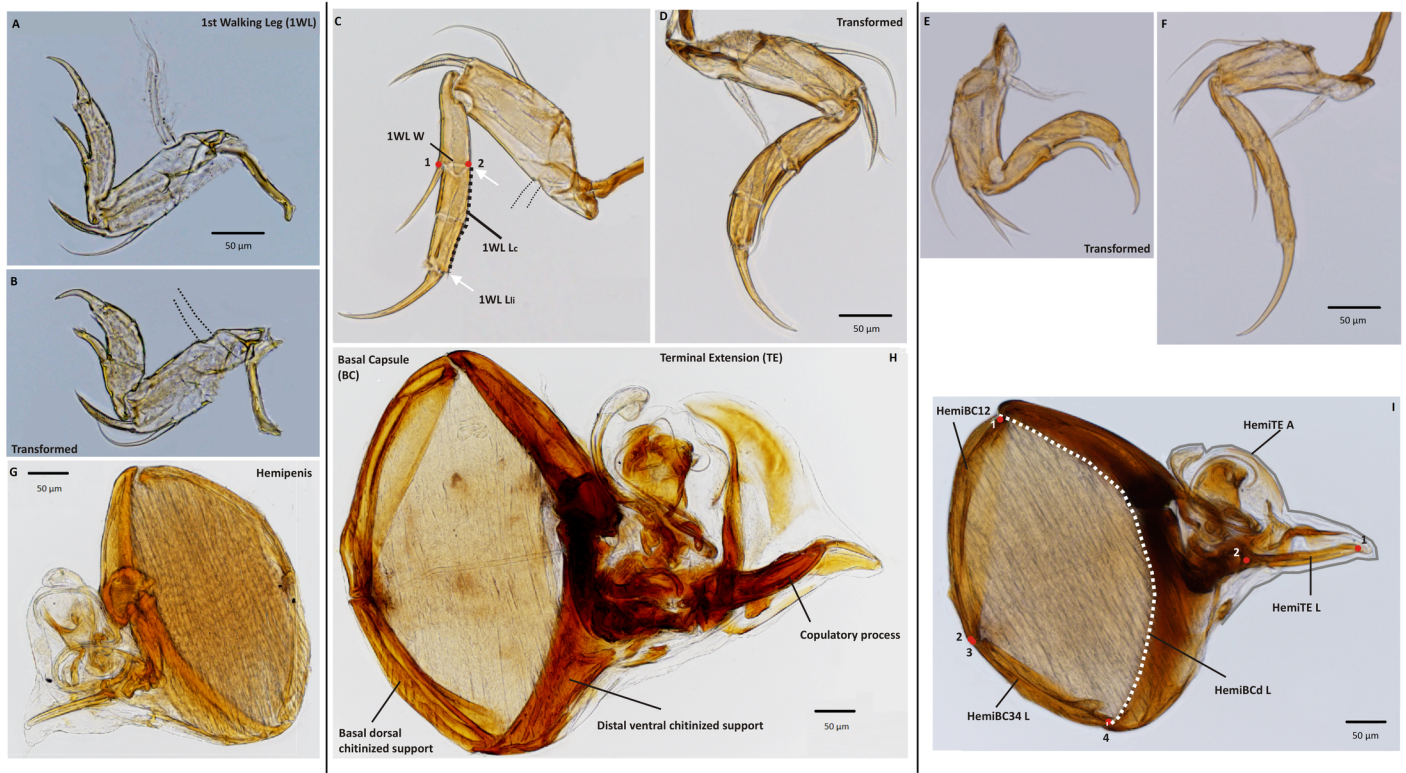 A
1st Walking Leg (1WL)
50 µm
B
Transformed
G
Hemipenis
50 µm
C
1WL W
1
2
1WL Lc
1WL Lli
D
Transformed
50 µm
Basal Capsule
(BC)
Terminal Extension (TE)
H
Copulatory process
Distal ventral chitinized support
Basal dorsal
chitinized support
50 µm
E
Transformed
F
50 µm
I
HemiBC12
1
HemiTE A
1
2
HemiTE L
2
3
HemiBCd L
HemiBC34 L
4
50 µm